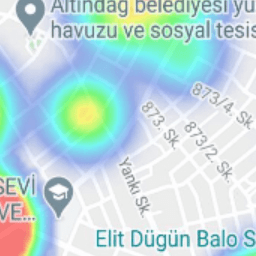 Altındağ belediyesi yü
havuzu ve sosyal tesis
873/4. Sk.
873. Sk.
873/2. Sk.
Yankı Sk.
SEVİ
VE...
Elit Düğün Balo S